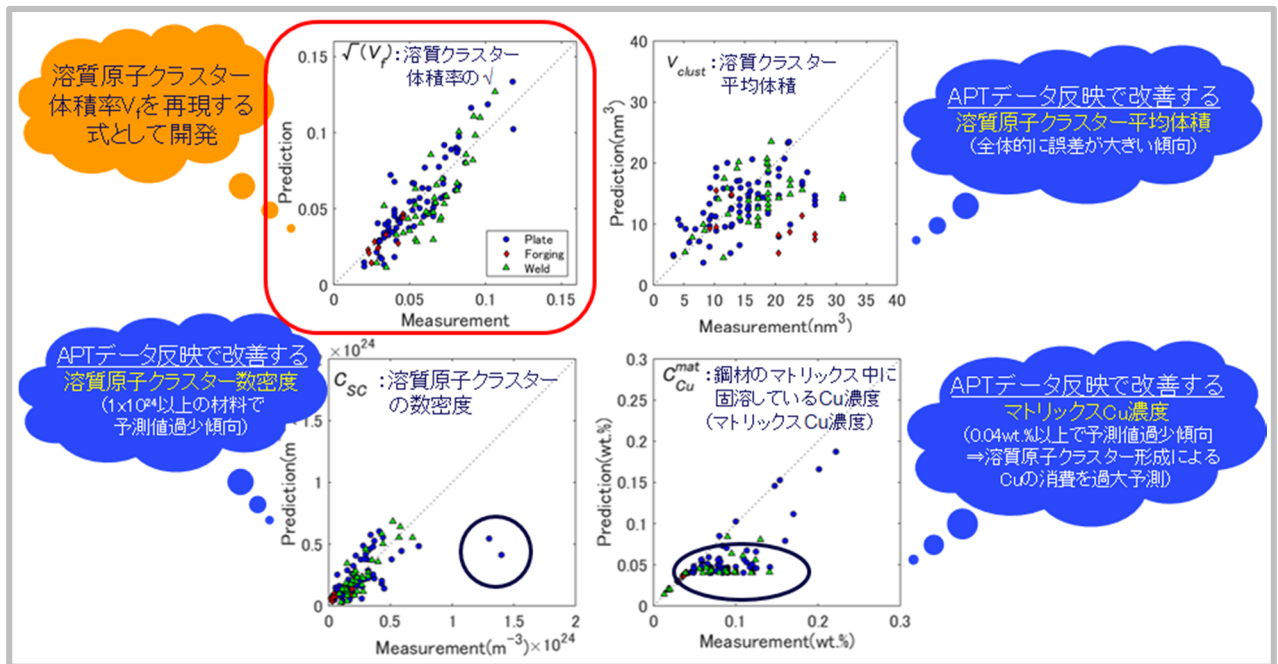 溶質原子クラスター
体積率Vfを再現する
式として開発
√(Vf):溶質クラスター
体積率の√
Prediction
0.15
0.1
0.05
0
0
0.05
0.1
0.15
Measurement
Plate
Forging
Weld
Vclust:溶質クラスター
平均体積
Prediction(nm³)
40
30
20
10
0
0
5
10
15
20
25
30
35
40
Measurement(nm³)
APTデータ反映で改善する
溶質原子クラスター平均体積
(全体的に誤差が大きい傾向)
APTデータ反映で改善する
溶質原子クラスター数密度
(1x10²⁴以上の材料で
予測値過少傾向)
×10²⁴
CSC:溶質原子クラスター
の数密度
Prediction(m
0.5
0
0
0.5
1
1.5
2
Measurement(m⁻³)×10²⁴
CCu mat:鋼材のマトリックス中に
固溶しているCu濃度
(マトリックスCu濃度)
Prediction(wt.%)
0.3
0.25
0.2
0.15
0.1
0.05
0
0
0.1
0.2
0.3
Measurement(wt.%)
APTデータ反映で改善する
マトリックスCu濃度
(0.04wt.%以上で予測値過少傾向
⇒溶質原子クラスター形成による
Cuの消費を過大予測)